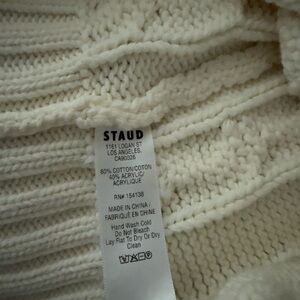 STAUD
1161 LOGAN ST
LOS ANGELES,
CA90026
60% COTTON/COTON
40% ACRYLIC/
ACRYLIQUE
RN# 154138
MADE IN CHINA /
FABRIQUÉ EN CHINE
Hand Wash Cold
Do Not Bleach
Lay Flat To Dry Or Dry
Clean